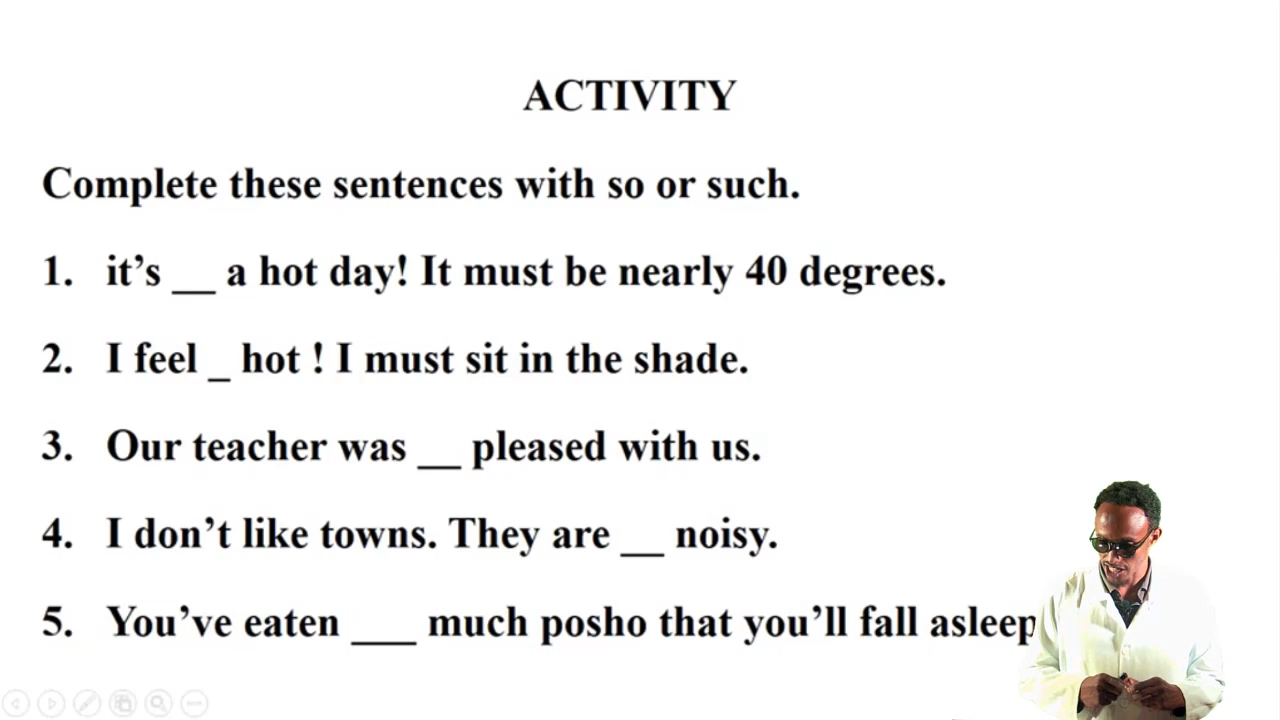 ACTIVITY
Complete these sentences with so or such.
1. it’s __ a hot day! It must be nearly 40 degrees.
2. I feel _ hot ! I must sit in the shade.
3. Our teacher was __ pleased with us.
4. I don’t like towns. They are __ noisy.
5. You’ve eaten ___ much posho that you’ll fall asleep